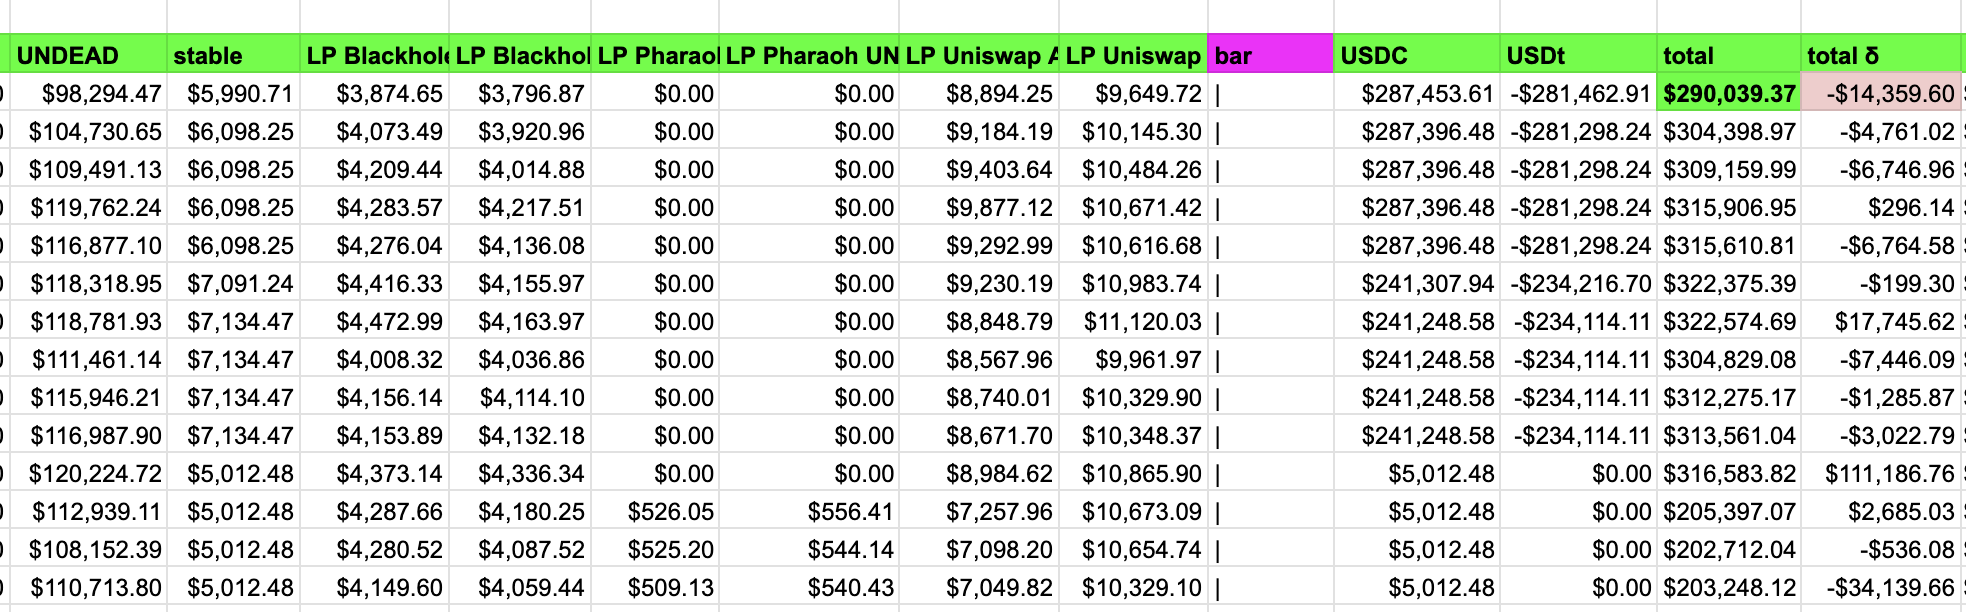 UNDEAD stable LP Blackhole LP Blackhol LP Pharaol LP Pharaoh UN LP Uniswap A LP Uniswap bar USDC USDt total total δ
$98,294.47 $5,990.71 $3,874.65 $3,796.87 $0.00 $0.00 $8,894.25 $9,649.72 | $287,453.61 -$281,462.91 $290,039.37 -$14,359.60
$104,730.65 $6,098.25 $4,073.49 $3,920.96 $0.00 $0.00 $9,184.19 $10,145.30 | $287,396.48 -$281,298.24 $304,398.97 -$4,761.02
$109,491.13 $6,098.25 $4,209.44 $4,014.88 $0.00 $0.00 $9,403.64 $10,484.26 | $287,396.48 -$281,298.24 $309,159.99 -$6,746.96
$119,762.24 $6,098.25 $4,283.57 $4,217.51 $0.00 $0.00 $9,877.12 $10,671.42 | $287,396.48 -$281,298.24 $315,906.95 $296.14
$116,877.10 $6,098.25 $4,276.04 $4,136.08 $0.00 $0.00 $9,292.99 $10,616.68 | $287,396.48 -$281,298.24 $315,610.81 -$6,764.58
$118,318.95 $7,091.24 $4,416.33 $4,155.97 $0.00 $0.00 $9,230.19 $10,983.74 | $241,307.94 -$234,216.70 $322,375.39 -$199.30
$118,781.93 $7,134.47 $4,472.99 $4,163.97 $0.00 $0.00 $8,848.79 $11,120.03 | $241,248.58 -$234,114.11 $322,574.69 $17,745.62
$111,461.14 $7,134.47 $4,008.32 $4,036.86 $0.00 $0.00 $8,567.96 $9,961.97 | $241,248.58 -$234,114.11 $304,829.08 -$7,446.09
$115,946.21 $7,134.47 $4,156.14 $4,114.10 $0.00 $0.00 $8,740.01 $10,329.90 | $241,248.58 -$234,114.11 $312,275.17 -$1,285.87
$116,987.90 $7,134.47 $4,153.89 $4,132.18 $0.00 $0.00 $8,671.70 $10,348.37 | $241,248.58 -$234,114.11 $313,561.04 -$3,022.79
$120,224.72 $5,012.48 $4,373.14 $4,336.34 $0.00 $0.00 $8,984.62 $10,865.90 | $5,012.48 $0.00 $316,583.82 $111,186.76
$112,939.11 $5,012.48 $4,287.66 $4,180.25 $526.05 $556.41 $7,257.96 $10,673.09 | $5,012.48 $0.00 $205,397.07 $2,685.03
$108,152.39 $5,012.48 $4,280.52 $4,087.52 $525.20 $544.14 $7,098.20 $10,654.74 | $5,012.48 $0.00 $202,712.04 -$536.08
$110,713.80 $5,012.48 $4,149.60 $4,059.44 $509.13 $540.43 $7,049.82 $10,329.10 | $5,012.48 $0.00 $203,248.12 -$34,139.66